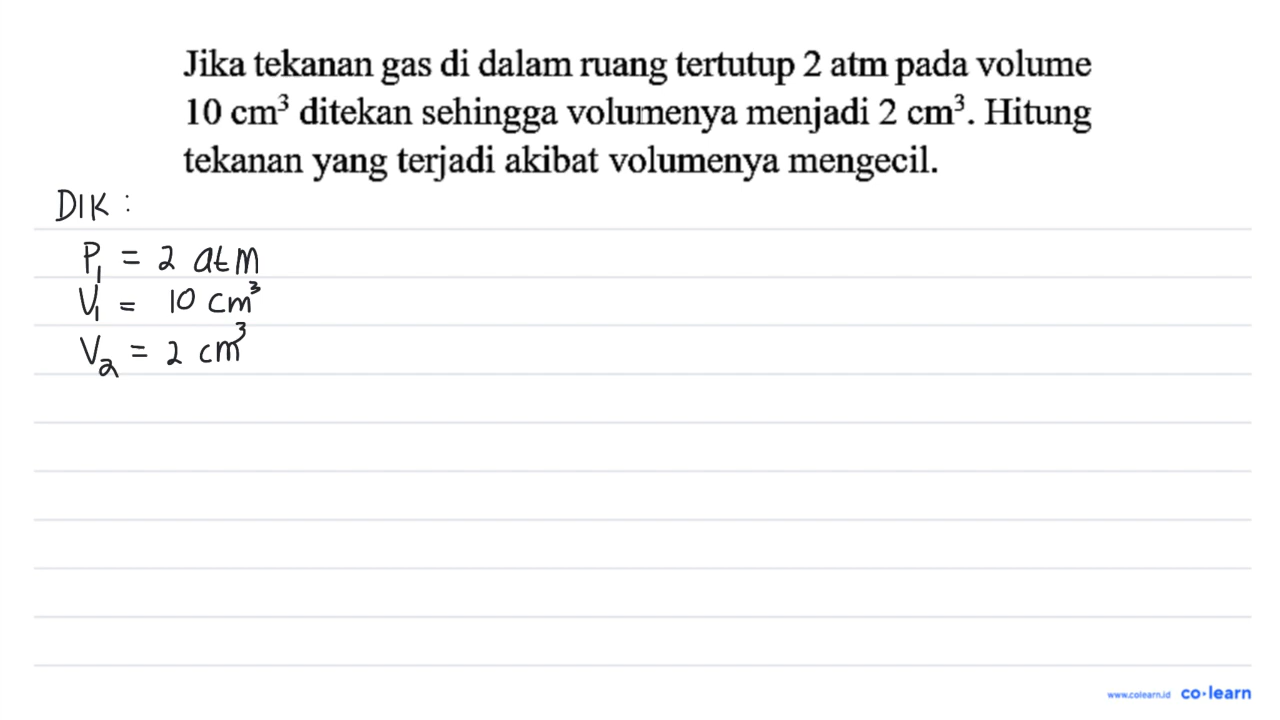 Jika tekanan gas di dalam ruang tertutup 2 atm pada volume
10 cm³ ditekan sehingga volumenya menjadi 2 cm³. Hitung
tekanan yang terjadi akibat volumenya mengecil.
DIK :
P₁ = 2 atm
V₁ = 10 cm³
V₂ = 2 cm³
www.colearn.id co·learn